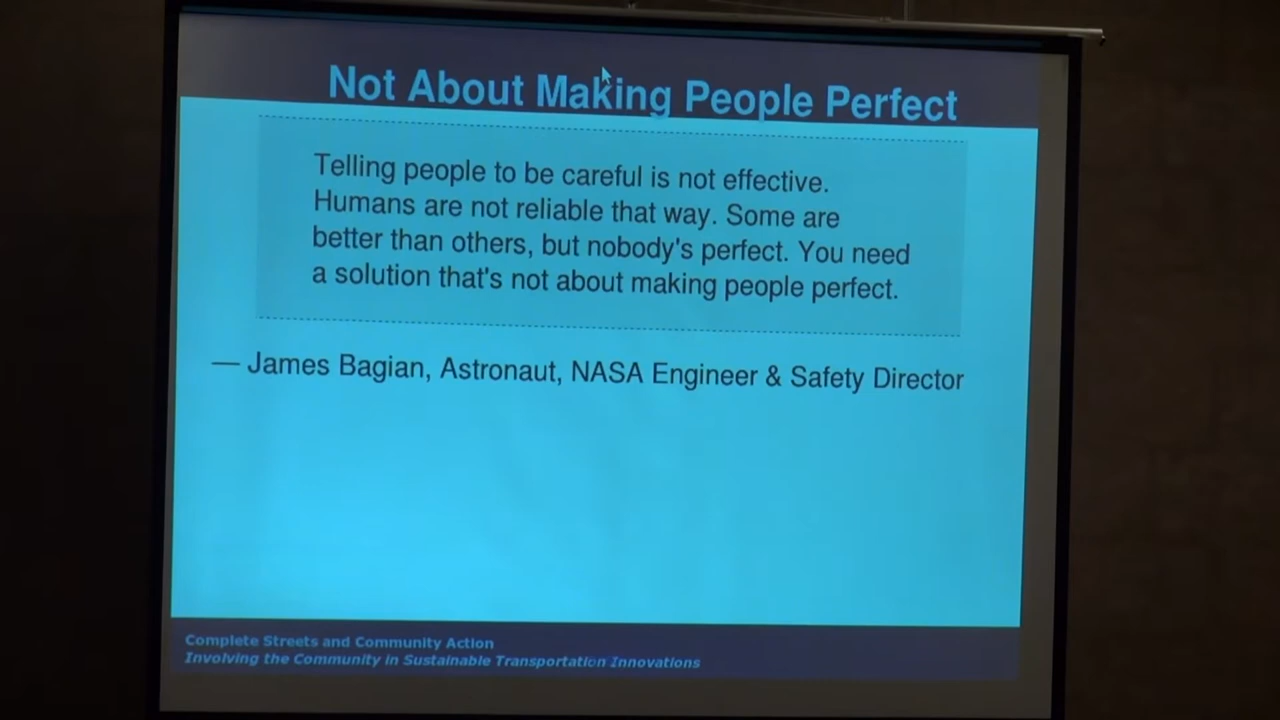 Not About Making People Perfect
Telling people to be careful is not effective.
Humans are not reliable that way. Some are
better than others, but nobody's perfect. You need
a solution that's not about making people perfect.
— James Bagian, Astronaut, NASA Engineer & Safety Director
Complete Streets and Community Action
Involving the Community in Sustainable Transportation Innovations